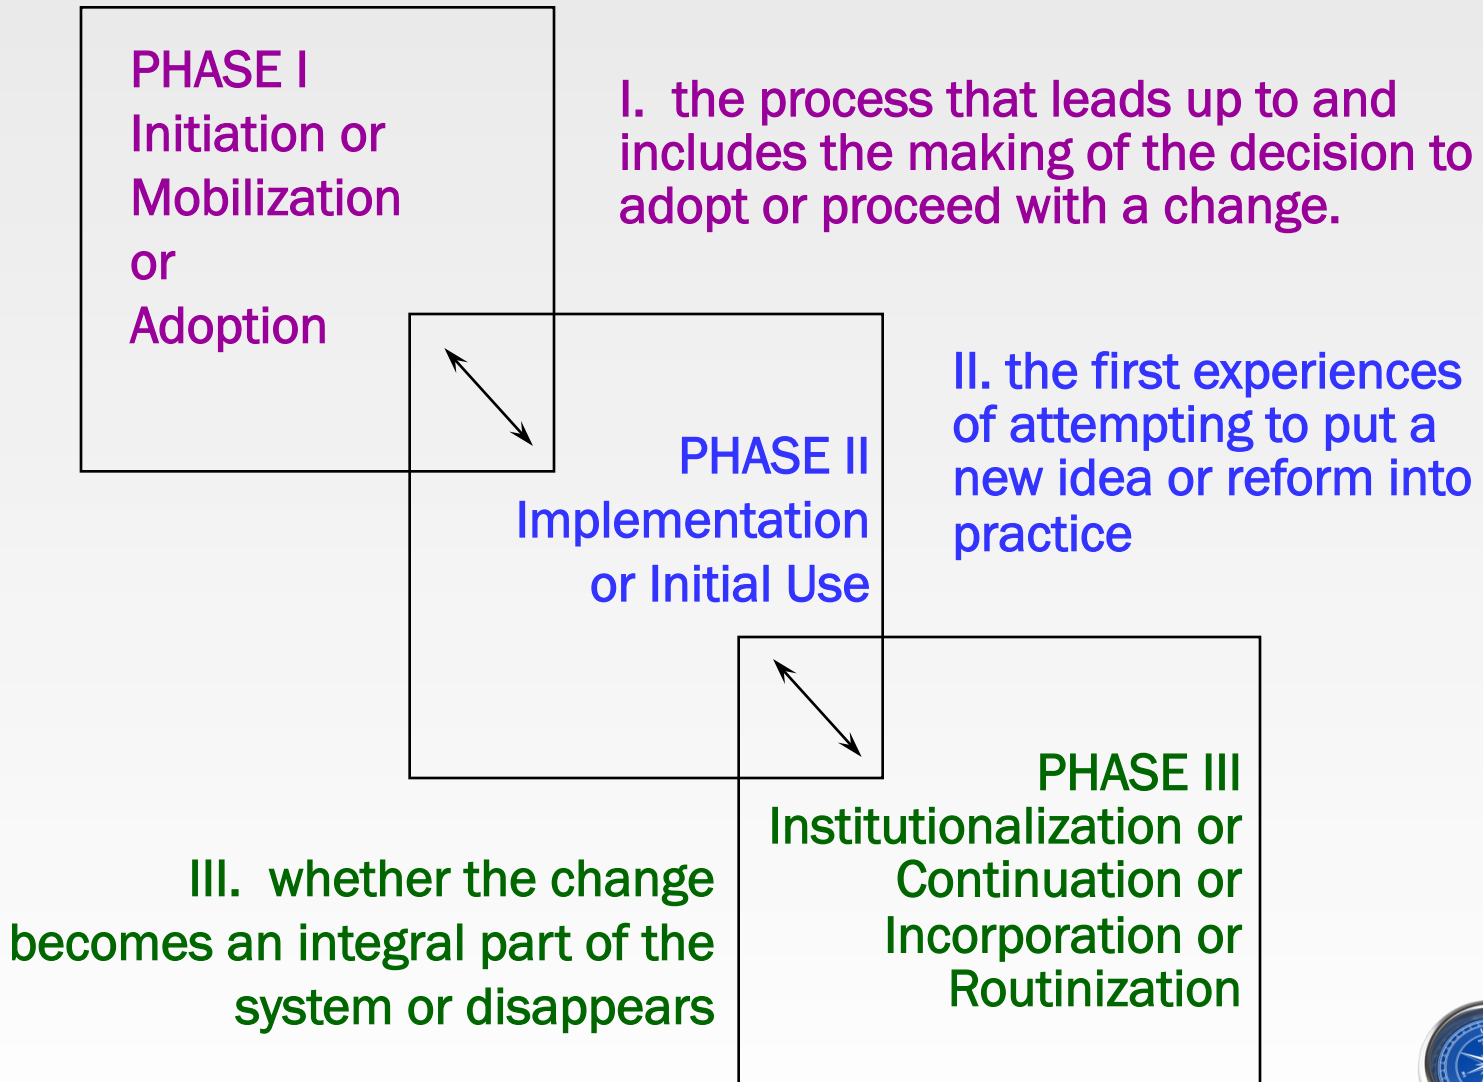 PHASE I
Initiation or
Mobilization
or
Adoption
I. the process that leads up to and
includes the making of the decision to
adopt or proceed with a change.
II. the first experiences
of attempting to put a
new idea or reform into
practice
PHASE II
Implementation
or Initial Use
PHASE III
Institutionalization or
Continuation or
Incorporation or
Routinization
III. whether the change
becomes an integral part of the
system or disappears